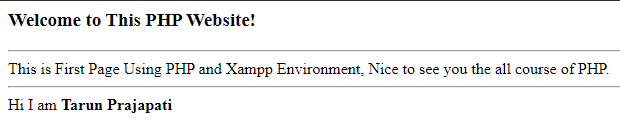 Welcome to This PHP Website!
This is First Page Using PHP and Xampp Environment, Nice to see you the all course of PHP.
Hi I am Tarun Prajapati